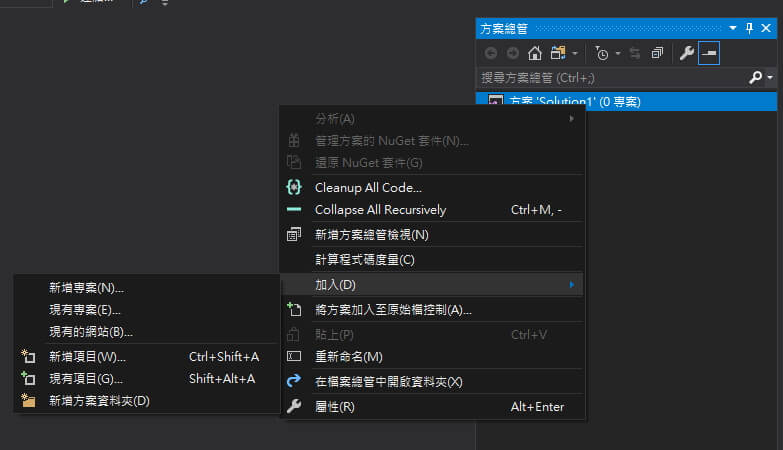 方案總管
搜尋方案總管 (Ctrl+;)
方案 'Solution1' (0 專案)
分析(A)
管理方案的 NuGet 套件(N)...
還原 NuGet 套件(G)
Cleanup All Code...
Collapse All Recursively Ctrl+M, -
新增方案總管檢視(N)
計算程式碼度量(C)
加入(D)
將方案加入至原始檔控制(A)...
貼上(P) Ctrl+V
重新命名(M)
在檔案總管中開啟資料夾(X)
屬性(R) Alt+Enter
新增專案(N)...
現有專案(E)...
現有的網站(B)...
新增項目(W)... Ctrl+Shift+A
現有項目(G)... Shift+Alt+A
新增方案資料夾(D)